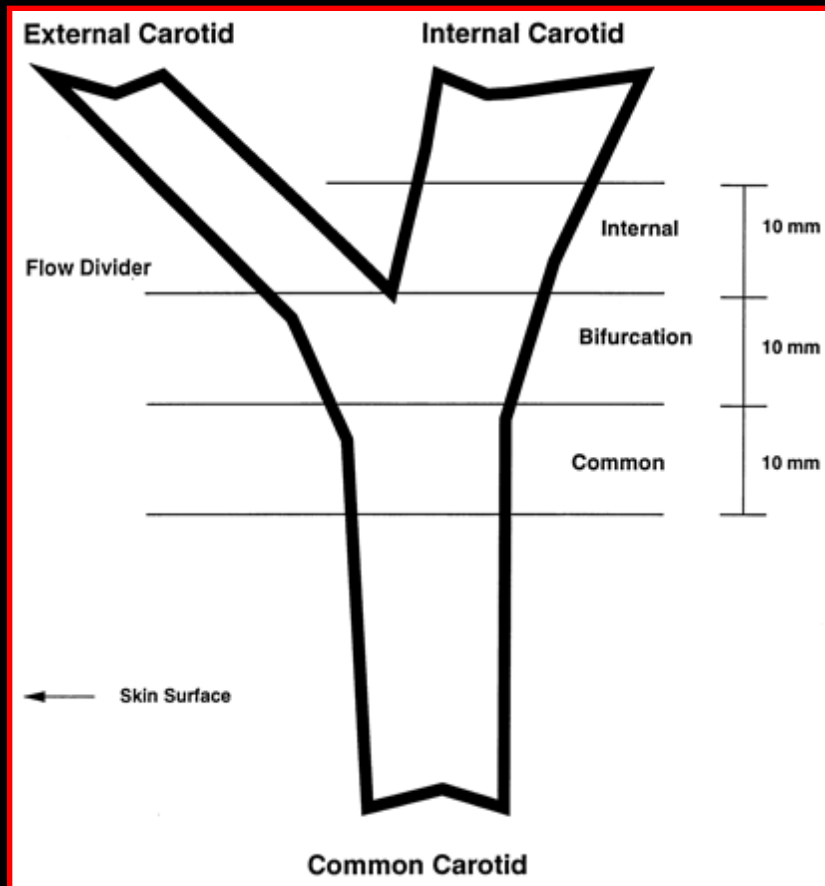 External Carotid
Internal Carotid
Internal
10 mm
Flow Divider
Bifurcation
10 mm
Common
10 mm
Skin Surface
Common Carotid